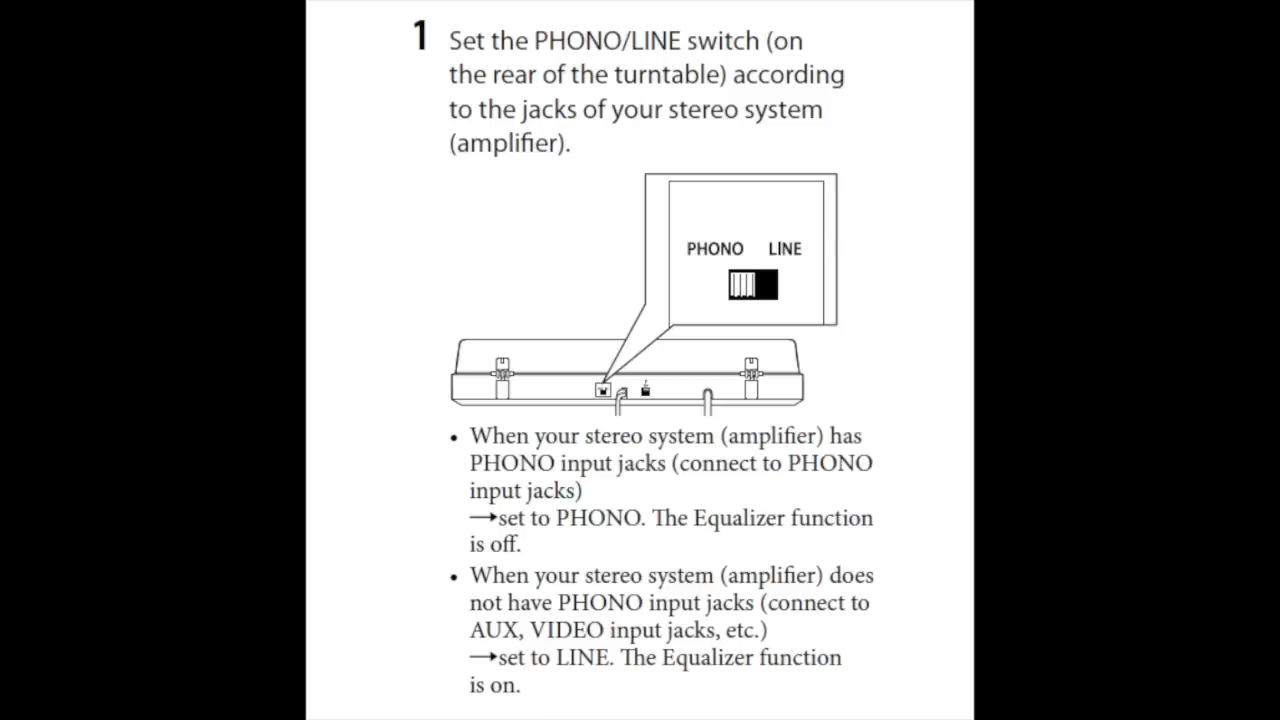 1 Set the PHONO/LINE switch (on
the rear of the turntable) according
to the jacks of your stereo system
(amplifier).
PHONO LINE
• When your stereo system (amplifier) has
PHONO input jacks (connect to PHONO
input jacks)
→set to PHONO. The Equalizer function
is off.
• When your stereo system (amplifier) does
not have PHONO input jacks (connect to
AUX, VIDEO input jacks, etc.)
→set to LINE. The Equalizer function
is on.